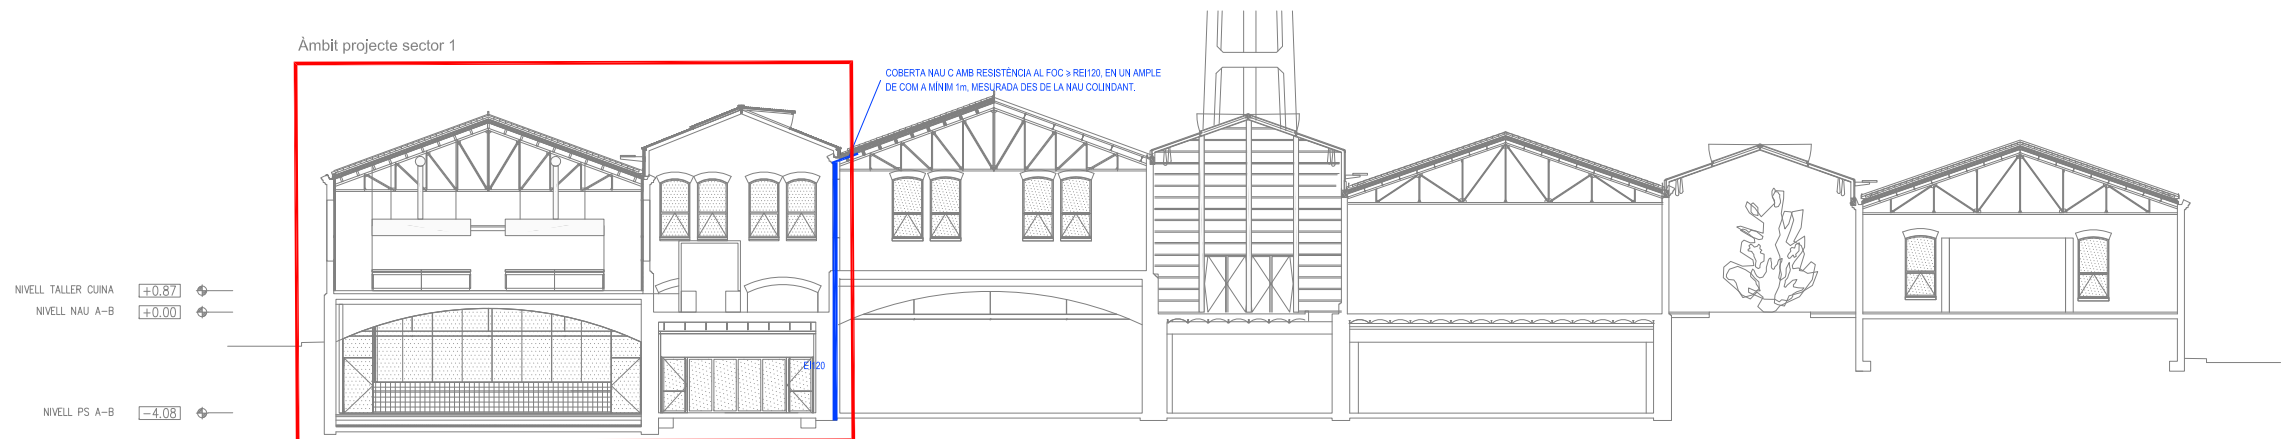 Àmbit projecte sector 1
COBERTA NAU C AMB RESISTÈNCIA AL FOC ≥ REI120, EN UN AMPLE
DE COM A MÍNIM 1m, MESURADA DES DE LA NAU COLINDANT.
NIVELL TALLER CUINA +0.87
NIVELL NAU A-B +0.00
EI120
NIVELL PS A-B -4.08